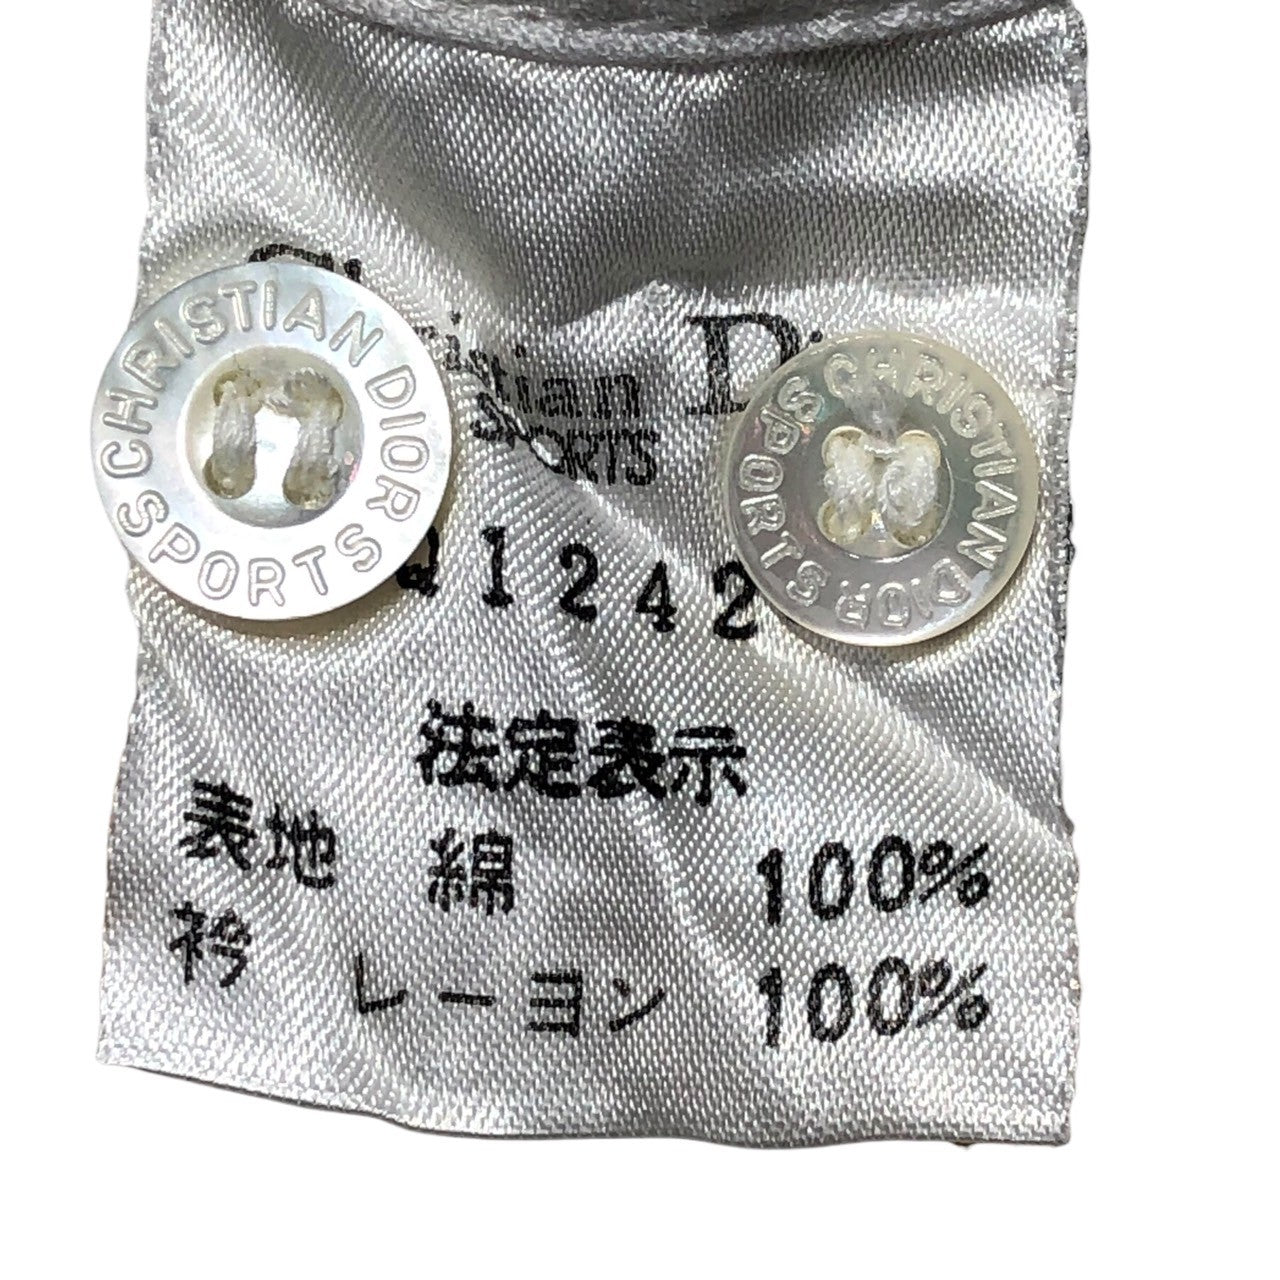 CHRISTIAN DIOR SPORTS
CHRISTIAN DIOR SPORTS
SPORTS
1242
法定表示
表地 綿 100%
衿 レーヨン 100%